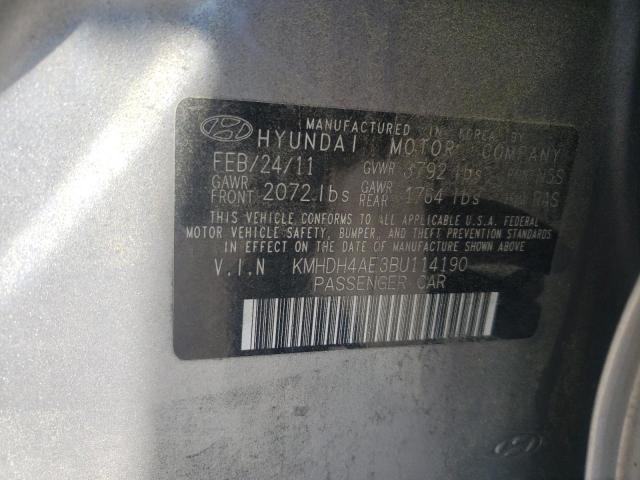 MANUFACTURED IN KOREA BY
HYUNDAI MOTOR COMPANY
FEB/24/11 GVWR 3792 lbs
GAWR FRONT 2072 lbs GAWR REAR 1764 lbs RAS
THIS VEHICLE CONFORMS TO ALL APPLICABLE U.S.A. FEDERAL
MOTOR VEHICLE SAFETY, BUMPER, AND THEFT PREVENTION STANDARDS
IN EFFECT ON THE DATE OF MANUFACTURE SHOWN ABOVE
V.I.N KMHDH4AE3BU114190
PASSENGER CAR